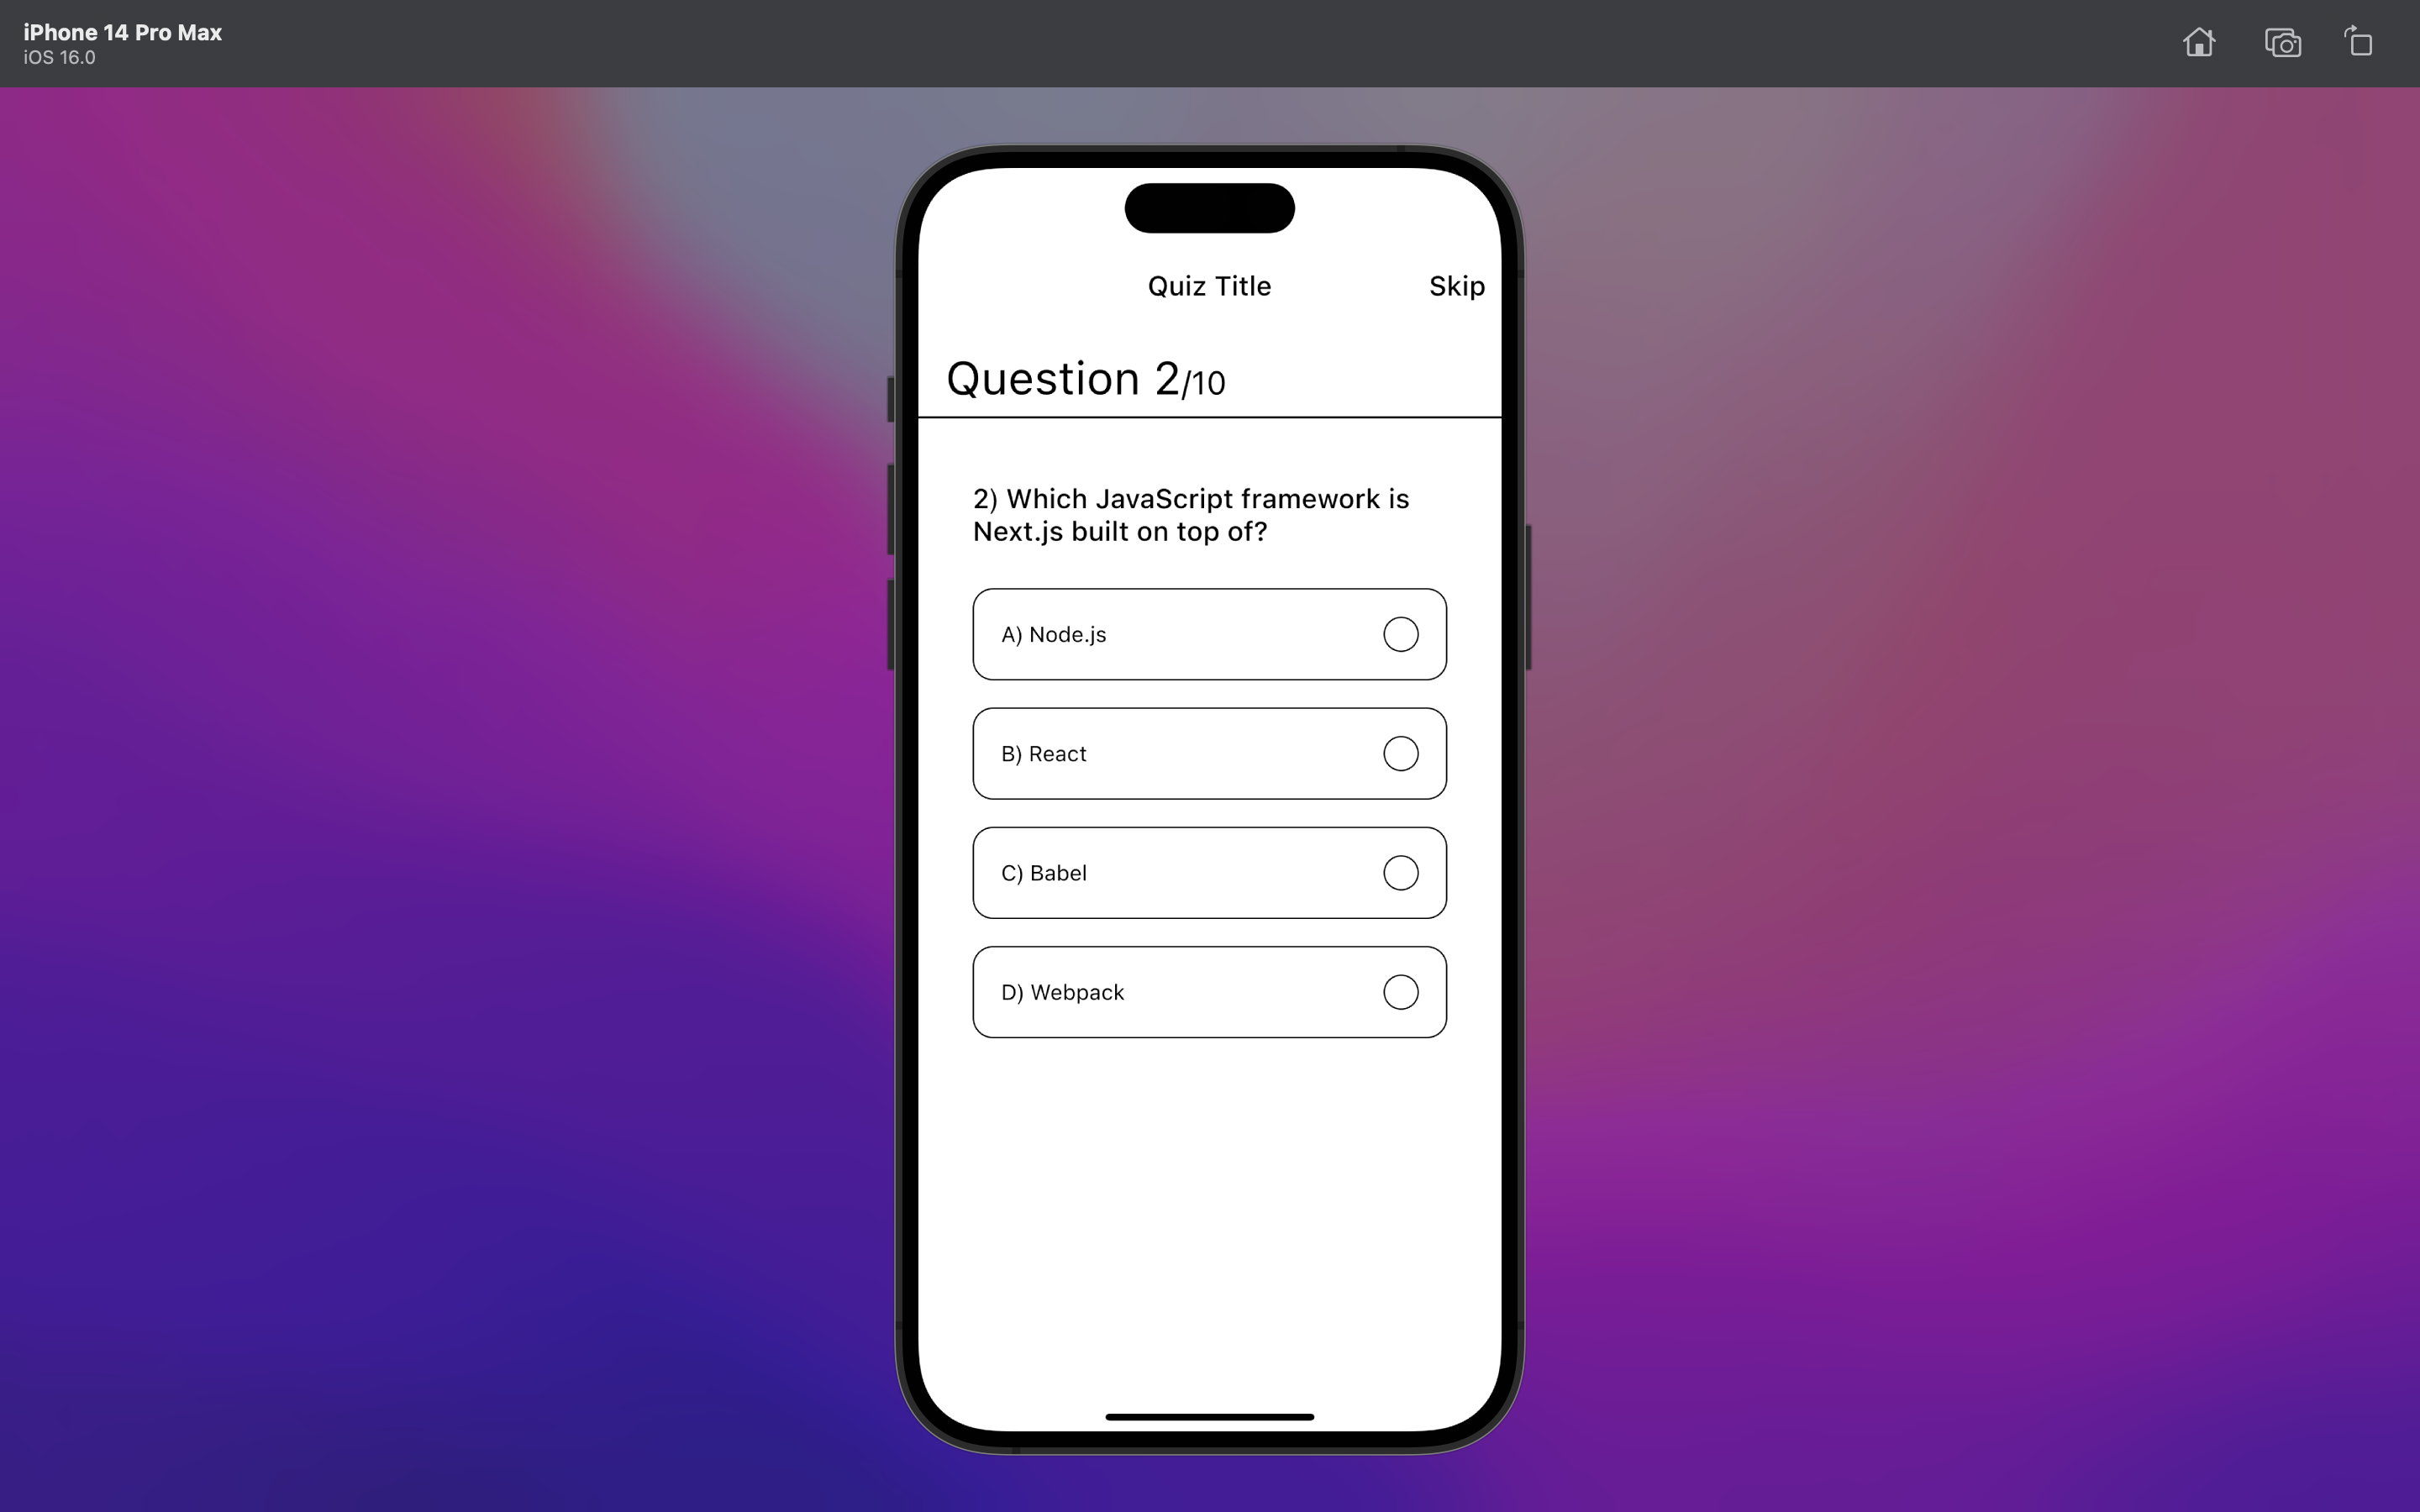 iPhone 14 Pro Max
iOS 16.0
Quiz Title
Skip
Question 2/10
2) Which JavaScript framework is
Next.js built on top of?
A) Node.js
B) React
C) Babel
D) Webpack